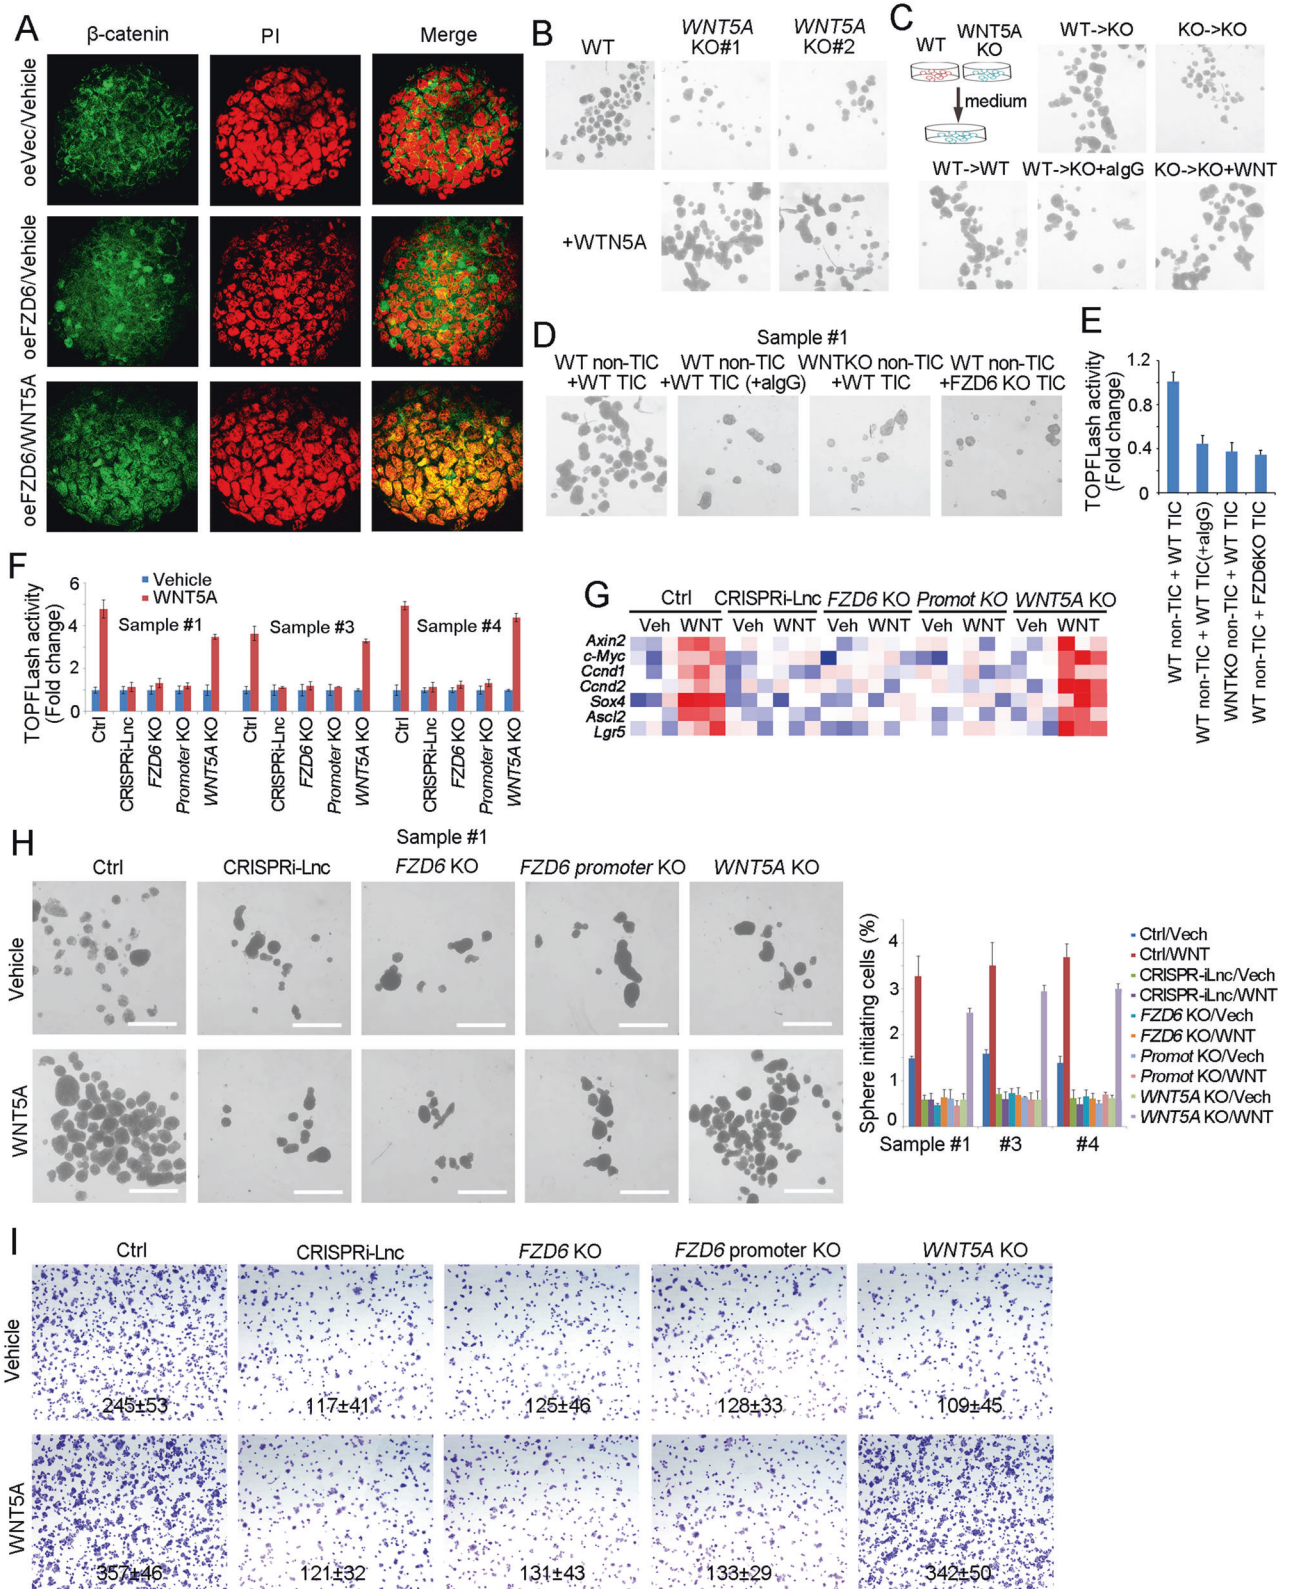 A
β-catenin
PI
Merge
oeVec/Vehicle
oeFZD6/Vehicle
oeFZD6/WNT5A
B
WT
WNT5A
KO#1
WNT5A
KO#2
+WTN5A
C
WT
WNT5A
KO
medium
WT->KO
KO->KO
WT->WT
WT->KO+aIgG
KO->KO+WNT
D
Sample #1
WT non-TIC
+WT TIC
WT non-TIC
+WT TIC (+aIgG)
WNTKO non-TIC
+WT TIC
WT non-TIC
+FZD6 KO TIC
E
TOPFLash activity
(Fold change)
1.2
0.8
0.4
0
WT non-TIC + WT TIC
WT non-TIC + WT TIC(+aIgG)
WNTKO non-TIC + WT TIC
WT non-TIC + FZD6KO TIC
F
TOPFLash activity
(Fold change)
6
4
2
0
Vehicle
WNT5A
Sample #1
Sample #3
Sample #4
Ctrl
CRISPRi-Lnc
FZD6 KO
Promoter KO
WNT5A KO
Ctrl
CRISPRi-Lnc
FZD6 KO
Promoter KO
WNT5A KO
Ctrl
CRISPRi-Lnc
FZD6 KO
Promoter KO
WNT5A KO
G
Ctrl CRISPRi-Lnc FZD6 KO Promot KO WNT5A KO
Veh WNT Veh WNT Veh WNT Veh WNT Veh WNT
Axin2
c-Myc
Ccnd1
Ccnd2
Sox4
Ascl2
Lgr5
H
Sample #1
Ctrl
CRISPRi-Lnc
FZD6 KO
FZD6 promoter KO
WNT5A KO
Vehicle
WNT5A
Sphere initiating cells (%)
4
3
2
1
0
Sample #1
#3
#4
Ctrl/Vech
Ctrl/WNT
CRISPR-iLnc/Vech
CRISPR-iLnc/WNT
FZD6 KO/Vech
FZD6 KO/WNT
Promot KO/Vech
Promot KO/WNT
WNT5A KO/Vech
WNT5A KO/WNT
I
Ctrl
CRISPRi-Lnc
FZD6 KO
FZD6 promoter KO
WNT5A KO
Vehicle
245±53
117±41
125±46
128±33
109±45
WNT5A
357±46
121±32
131±43
133±29
342±50